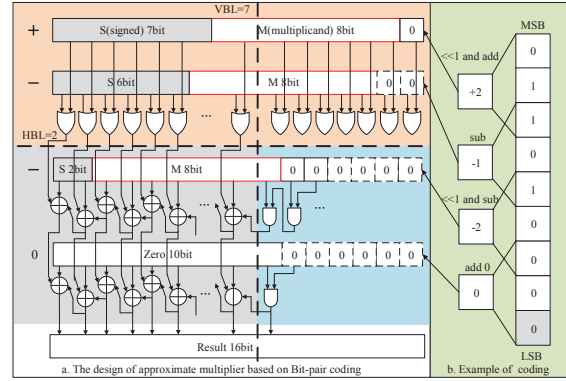 VBL=7
MSB
+ S(signed) 7bit M(multiplicand) 8bit 0
<<1 and add
0
1
1
0
1
0
0
0
0
+2
− S 6bit M 8bit 0 0
sub
-1
...
HBL=2
− S 2bit M 8bit 0 0 0 0 0 0
<<1 and sub
-2
... ...
0 Zero 10bit 0 0 0 0 0 0
add 0
0
...
Result 16bit
LSB
a. The design of approximate multiplier based on Bit-pair coding
b. Example of coding